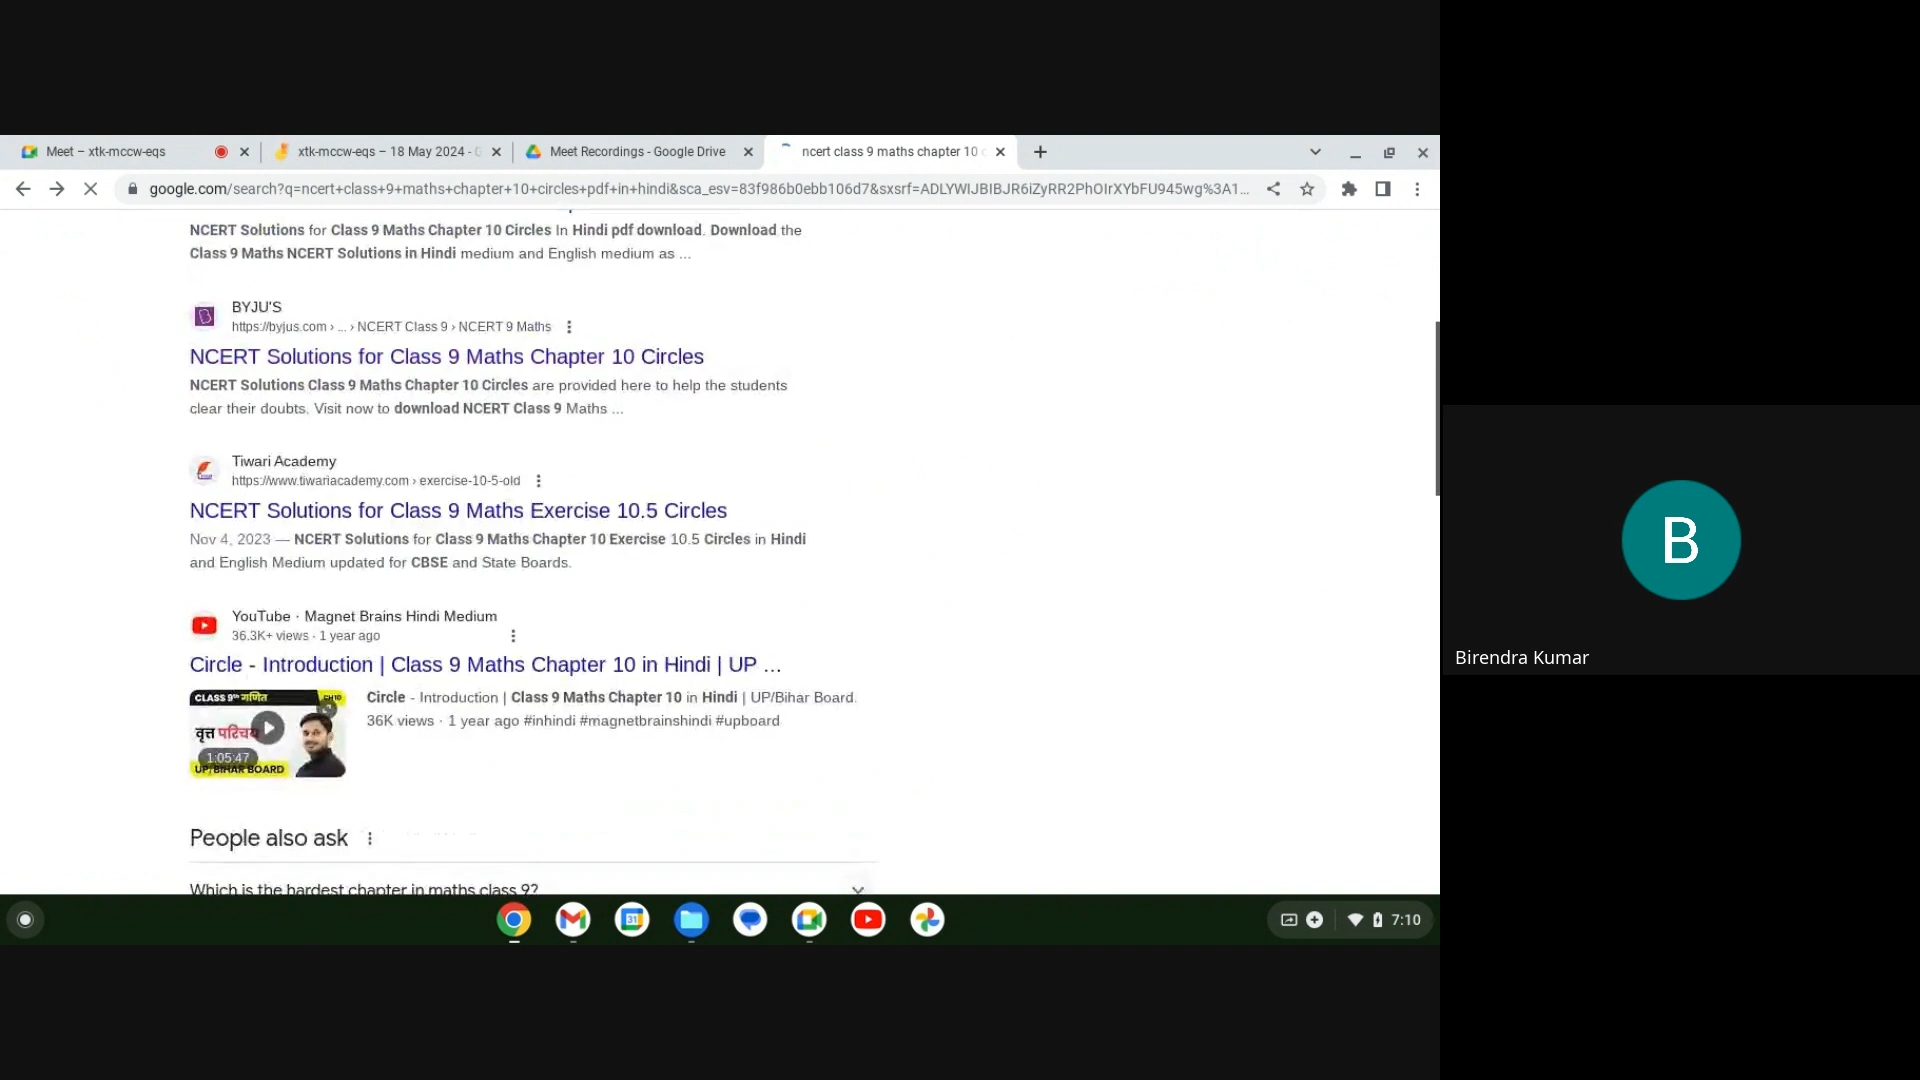 Meet – xtk-mccw-eqs
xtk-mccw-eqs – 18 May 2024 - G
Meet Recordings - Google Drive
ncert class 9 maths chapter 10 c
google.com/search?q=ncert+class+9+maths+chapter+10+circles+pdf+in+hindi&sca_esv=83f986b0ebb106d7&sxsrf=ADLYWIJBIBJR6iZyRR2PhOIrXYbFU945wg%3A1...
NCERT Solutions for Class 9 Maths Chapter 10 Circles In Hindi pdf download. Download the
Class 9 Maths NCERT Solutions in Hindi medium and English medium as ...
BYJU'S
https://byjus.com › ... › NCERT Class 9 › NCERT 9 Maths
NCERT Solutions for Class 9 Maths Chapter 10 Circles
NCERT Solutions Class 9 Maths Chapter 10 Circles are provided here to help the students
clear their doubts. Visit now to download NCERT Class 9 Maths ...
Tiwari Academy
https://www.tiwariacademy.com › exercise-10-5-old
NCERT Solutions for Class 9 Maths Exercise 10.5 Circles
Nov 4, 2023 — NCERT Solutions for Class 9 Maths Chapter 10 Exercise 10.5 Circles in Hindi
and English Medium updated for CBSE and State Boards.
YouTube · Magnet Brains Hindi Medium
36.3K+ views · 1 year ago
Circle - Introduction | Class 9 Maths Chapter 10 in Hindi | UP ...
CLASS 9th गणित CH10
वृत्त परिचय
1:05:47
UP/BIHAR BOARD
Circle - Introduction | Class 9 Maths Chapter 10 in Hindi | UP/Bihar Board.
36K views · 1 year ago #inhindi #magnetbrainshindi #upboard
People also ask
Which is the hardest chapter in maths class 9?
31
7:10
B
Birendra Kumar